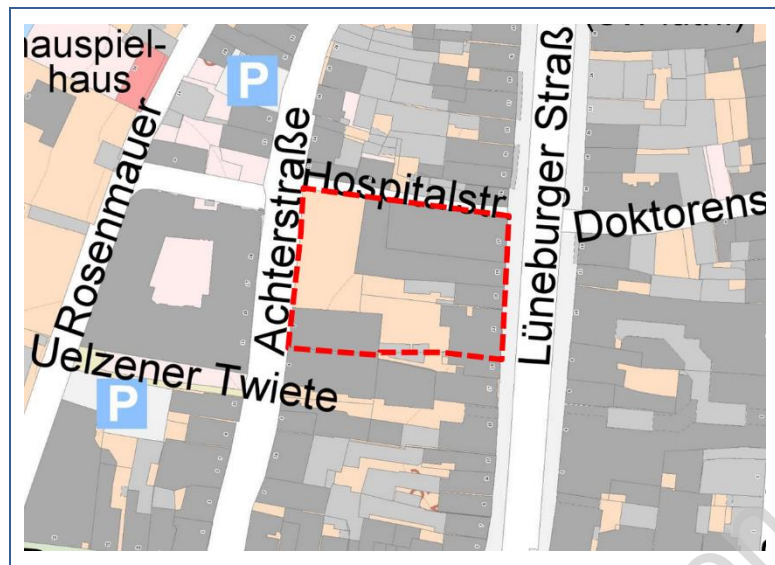 hauspiel-
haus
P
Rosenmauer
Achterstraße
Hospitalstr
Lüneburger Straß
Doktorens
Uelzener Twiete
P